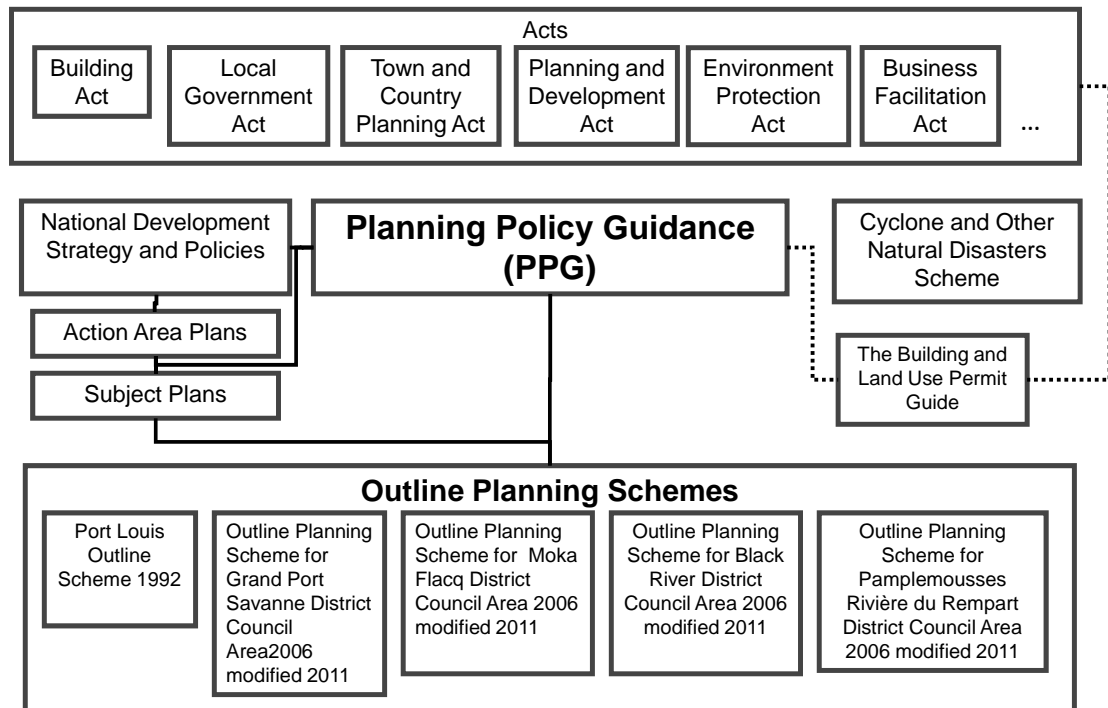 Acts
Building
Act
Local
Government
Act
Town and
Country
Planning Act
Planning and
Development
Act
Environment
Protection
Act
Business
Facilitation
Act
...
National Development
Strategy and Policies
Planning Policy Guidance
(PPG)
Cyclone and Other
Natural Disasters
Scheme
Action Area Plans
Subject Plans
The Building and
Land Use Permit
Guide
Outline Planning Schemes
Port Louis
Outline
Scheme 1992
Outline Planning
Scheme for
Grand Port
Savanne District
Council
Area2006
modified 2011
Outline Planning
Scheme for Moka
Flacq District
Council Area 2006
modified 2011
Outline Planning
Scheme for Black
River District
Council Area 2006
modified 2011
Outline Planning
Scheme for
Pamplemousses
Rivière du Rempart
District Council Area
2006 modified 2011